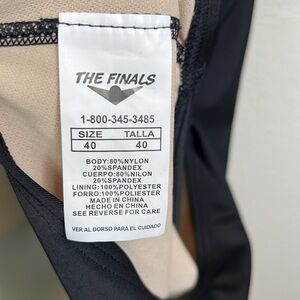 THE FINALS
1-800-345-3485
SIZE TALLA
40 40
BODY:80%NYLON
20%SPANDEX
CUERPO:80%NILON
20%SPANDEX
LINING:100%POLYESTER
FORRO:100%POLIESTER
MADE IN CHINA
HECHO EN CHINA
SEE REVERSE FOR CARE
VER AL DORSO PARA EL CUIDADO